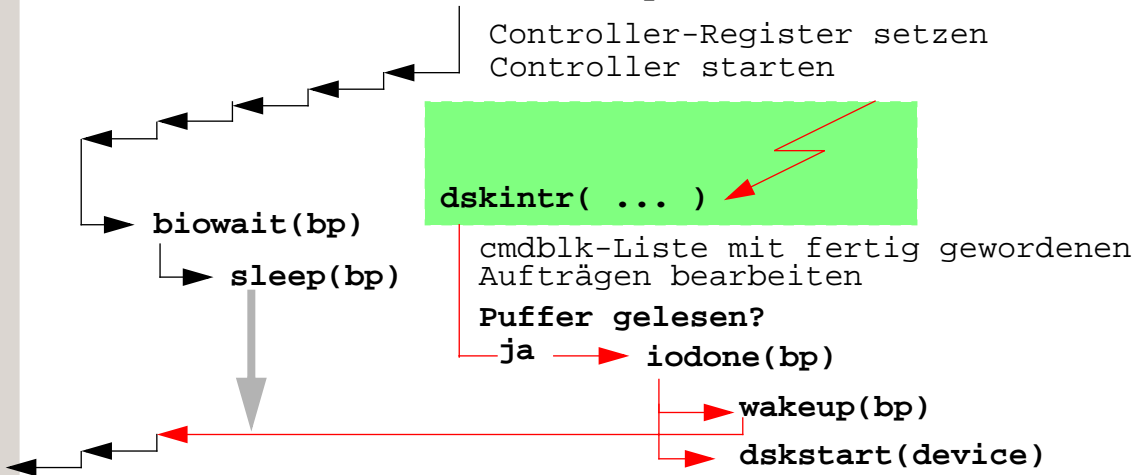 Controller-Register setzen
Controller starten
dskintr( ... )
biowait(bp)
cmdblk-Liste mit fertig gewordenen
sleep(bp)
Aufträgen bearbeiten
Puffer gelesen?
ja
iodone(bp)
wakeup(bp)
dskstart(device)